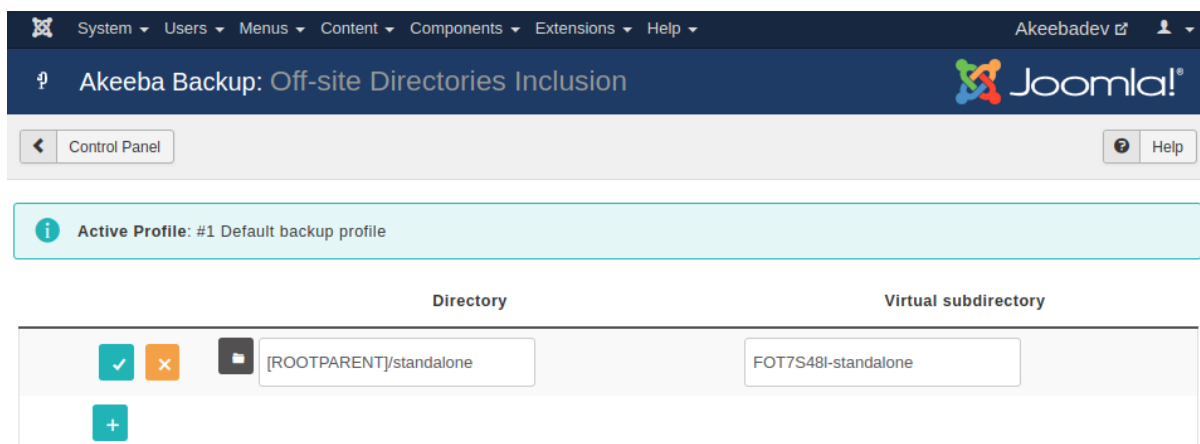 System Users Menus Content Components Extensions Help Akeebadev
Akeeba Backup: Off-site Directories Inclusion Joomla!®
Control Panel Help
Active Profile: #1 Default backup profile
Directory Virtual subdirectory
[ROOTPARENT]/standalone FOT7S48I-standalone